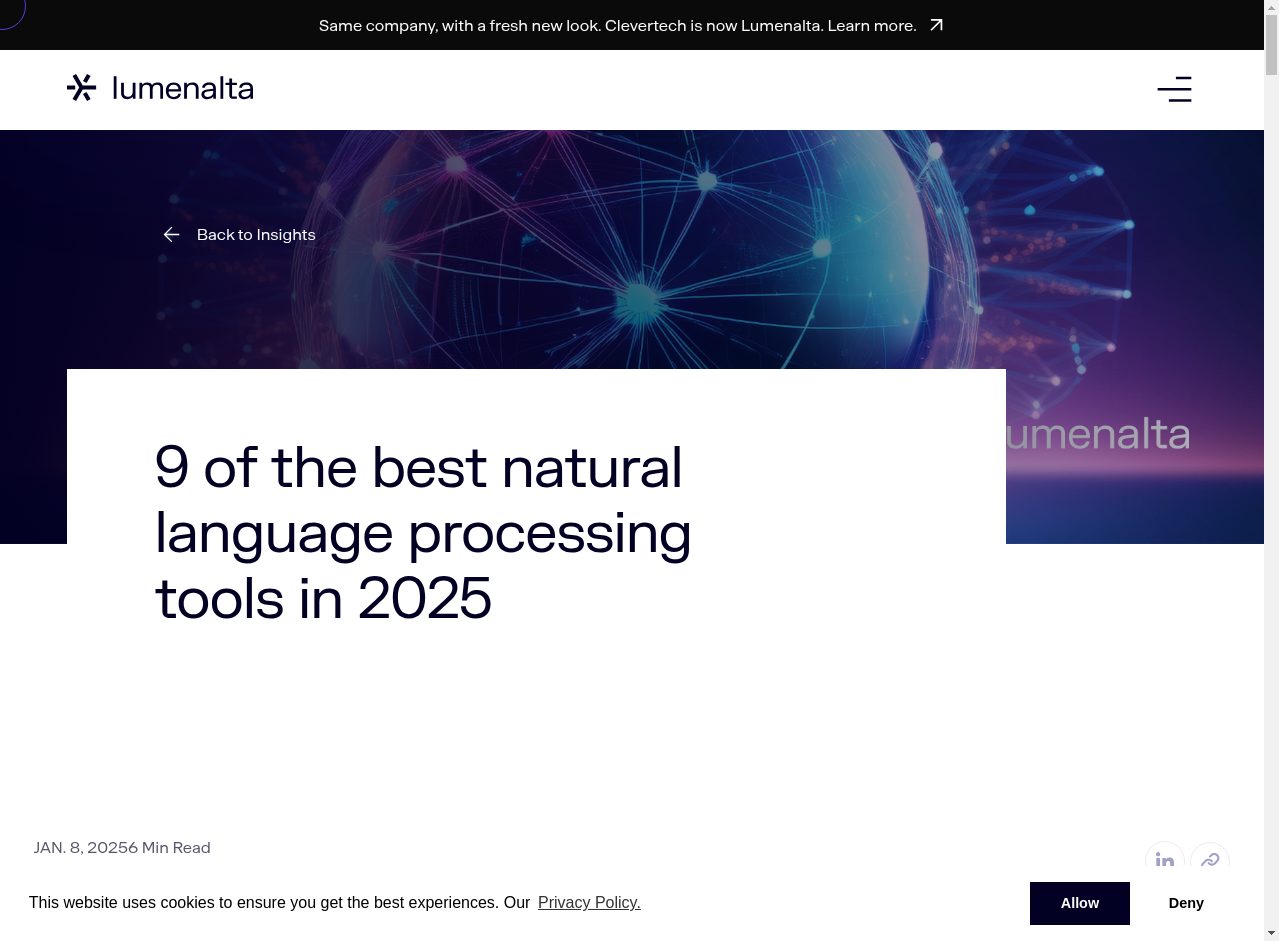 Same company, with a fresh new look. Clevertech is now Lumenalta. Learn more.
lumenalta
Back to Insights
umenalta
9 of the best natural
language processing
tools in 2025
JAN. 8, 20256 Min Read
in
This website uses cookies to ensure you get the best experiences. Our Privacy Policy.
Allow
Deny